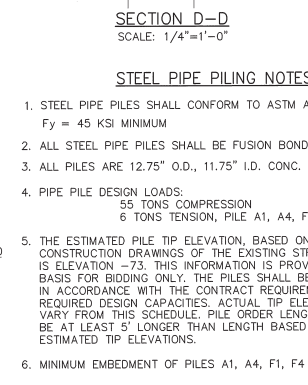 SECTION D-D
SCALE: 1/4"=1'-0"
STEEL PIPE PILING NOTES
1. STEEL PIPE PILES SHALL CONFORM TO ASTM A
Fy = 45 KSI MINIMUM
2. ALL STEEL PIPE PILES SHALL BE FUSION BOND
3. ALL PILES ARE 12.75" O.D., 11.75" I.D. CONC.
4. PIPE PILE DESIGN LOADS:
55 TONS COMPRESSION
6 TONS TENSION, PILE A1, A4, F
5. THE ESTIMATED PILE TIP ELEVATION, BASED ON
CONSTRUCTION DRAWINGS OF THE EXISTING ST
IS ELEVATION -73. THIS INFORMATION IS PROV
BASIS FOR BIDDING ONLY. THE PILES SHALL BE
IN ACCORDANCE WITH THE CONTRACT REQUIRE
REQUIRED DESIGN CAPACITIES. ACTUAL TIP ELE
VARY FROM THIS SCHEDULE. PILE ORDER LENG
BE AT LEAST 5' LONGER THAN LENGTH BASED
ESTIMATED TIP ELEVATIONS.
6. MINIMUM EMBEDMENT OF PILES A1, A4, F1, F4